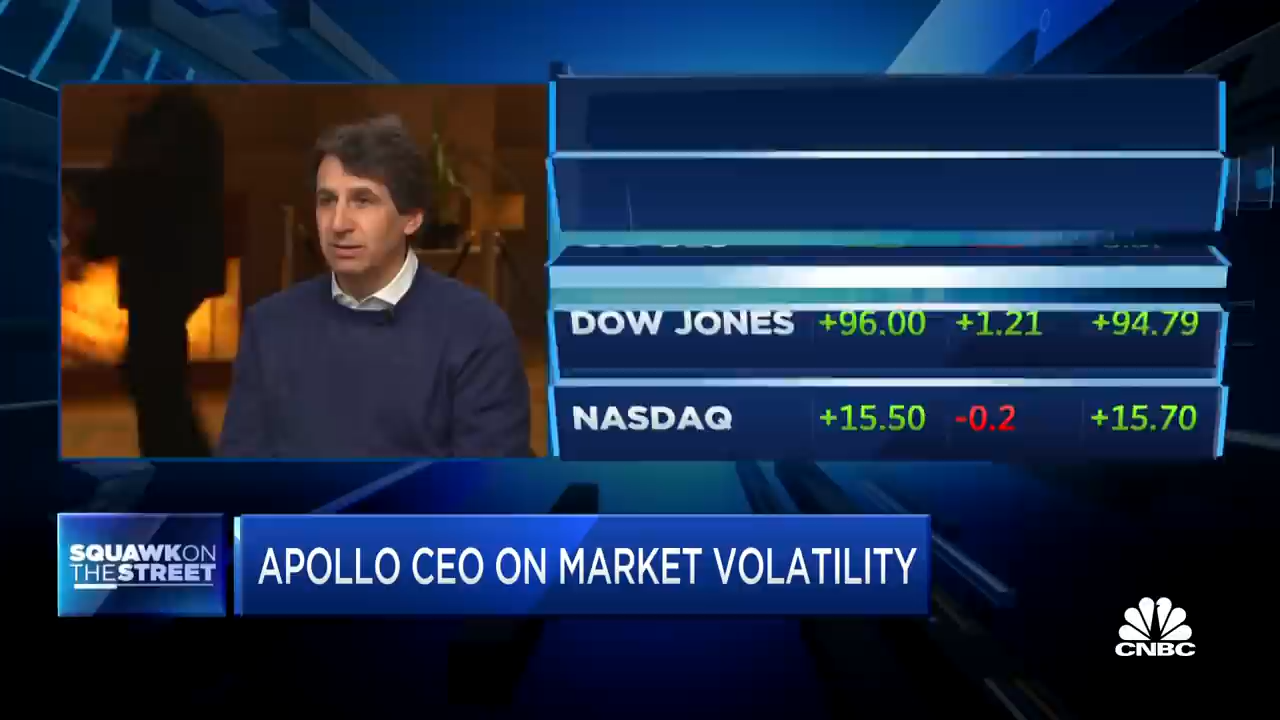 DOW JONES +96.00 +1.21 +94.79
NASDAQ +15.50 -0.2 +15.70
SQUAWK ON
THE STREET
APOLLO CEO ON MARKET VOLATILITY
CNBC